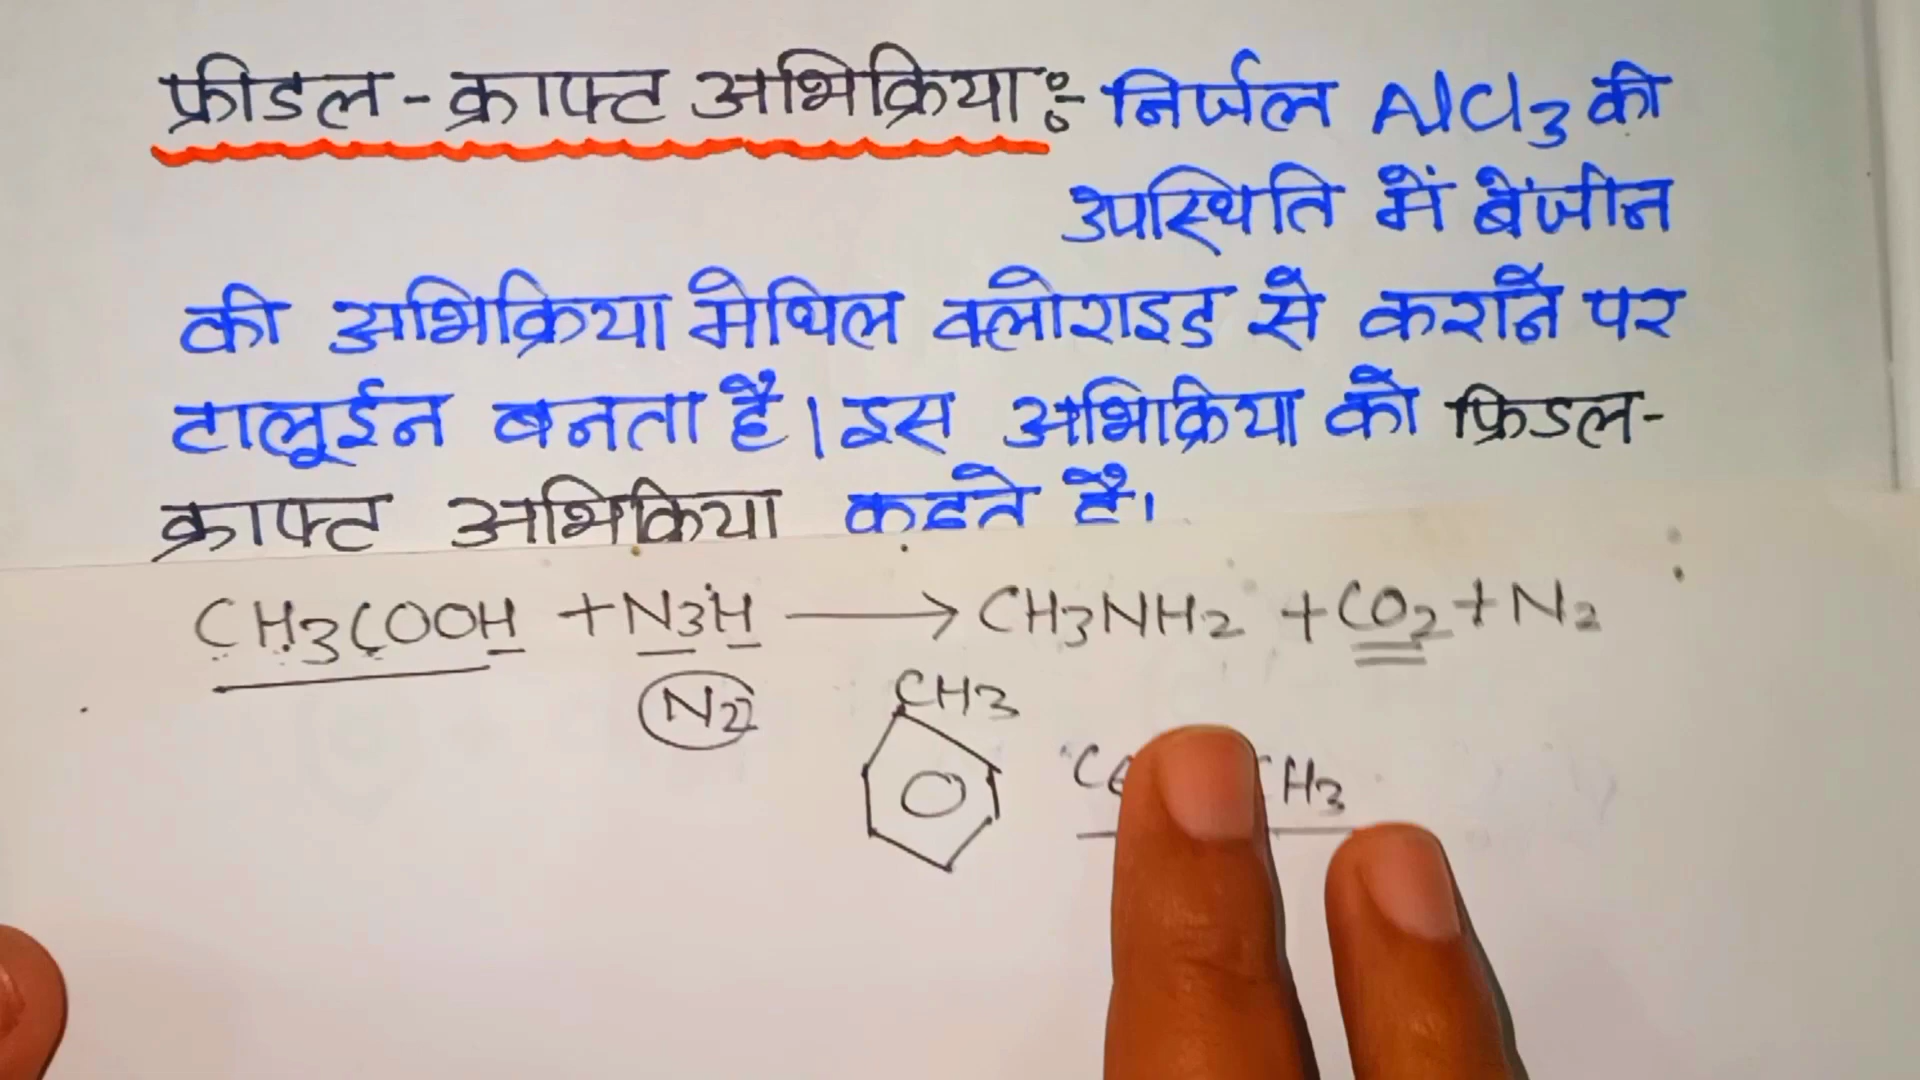 फ्रीडल-क्राफ्ट अभिक्रिया:- निर्जल AlCl3 की
उपस्थिति में बेंजीन
की अभिक्रिया मेथिल क्लोराइड से कराने पर
टालूईन बनता है। इस अभिक्रिया को फ्रिडल-
क्राफ्ट अभिक्रिया कहते है।
CH3COOH + N3H ⟶ CH3NH2 + CO2 + N2
N2
CH3
CH3